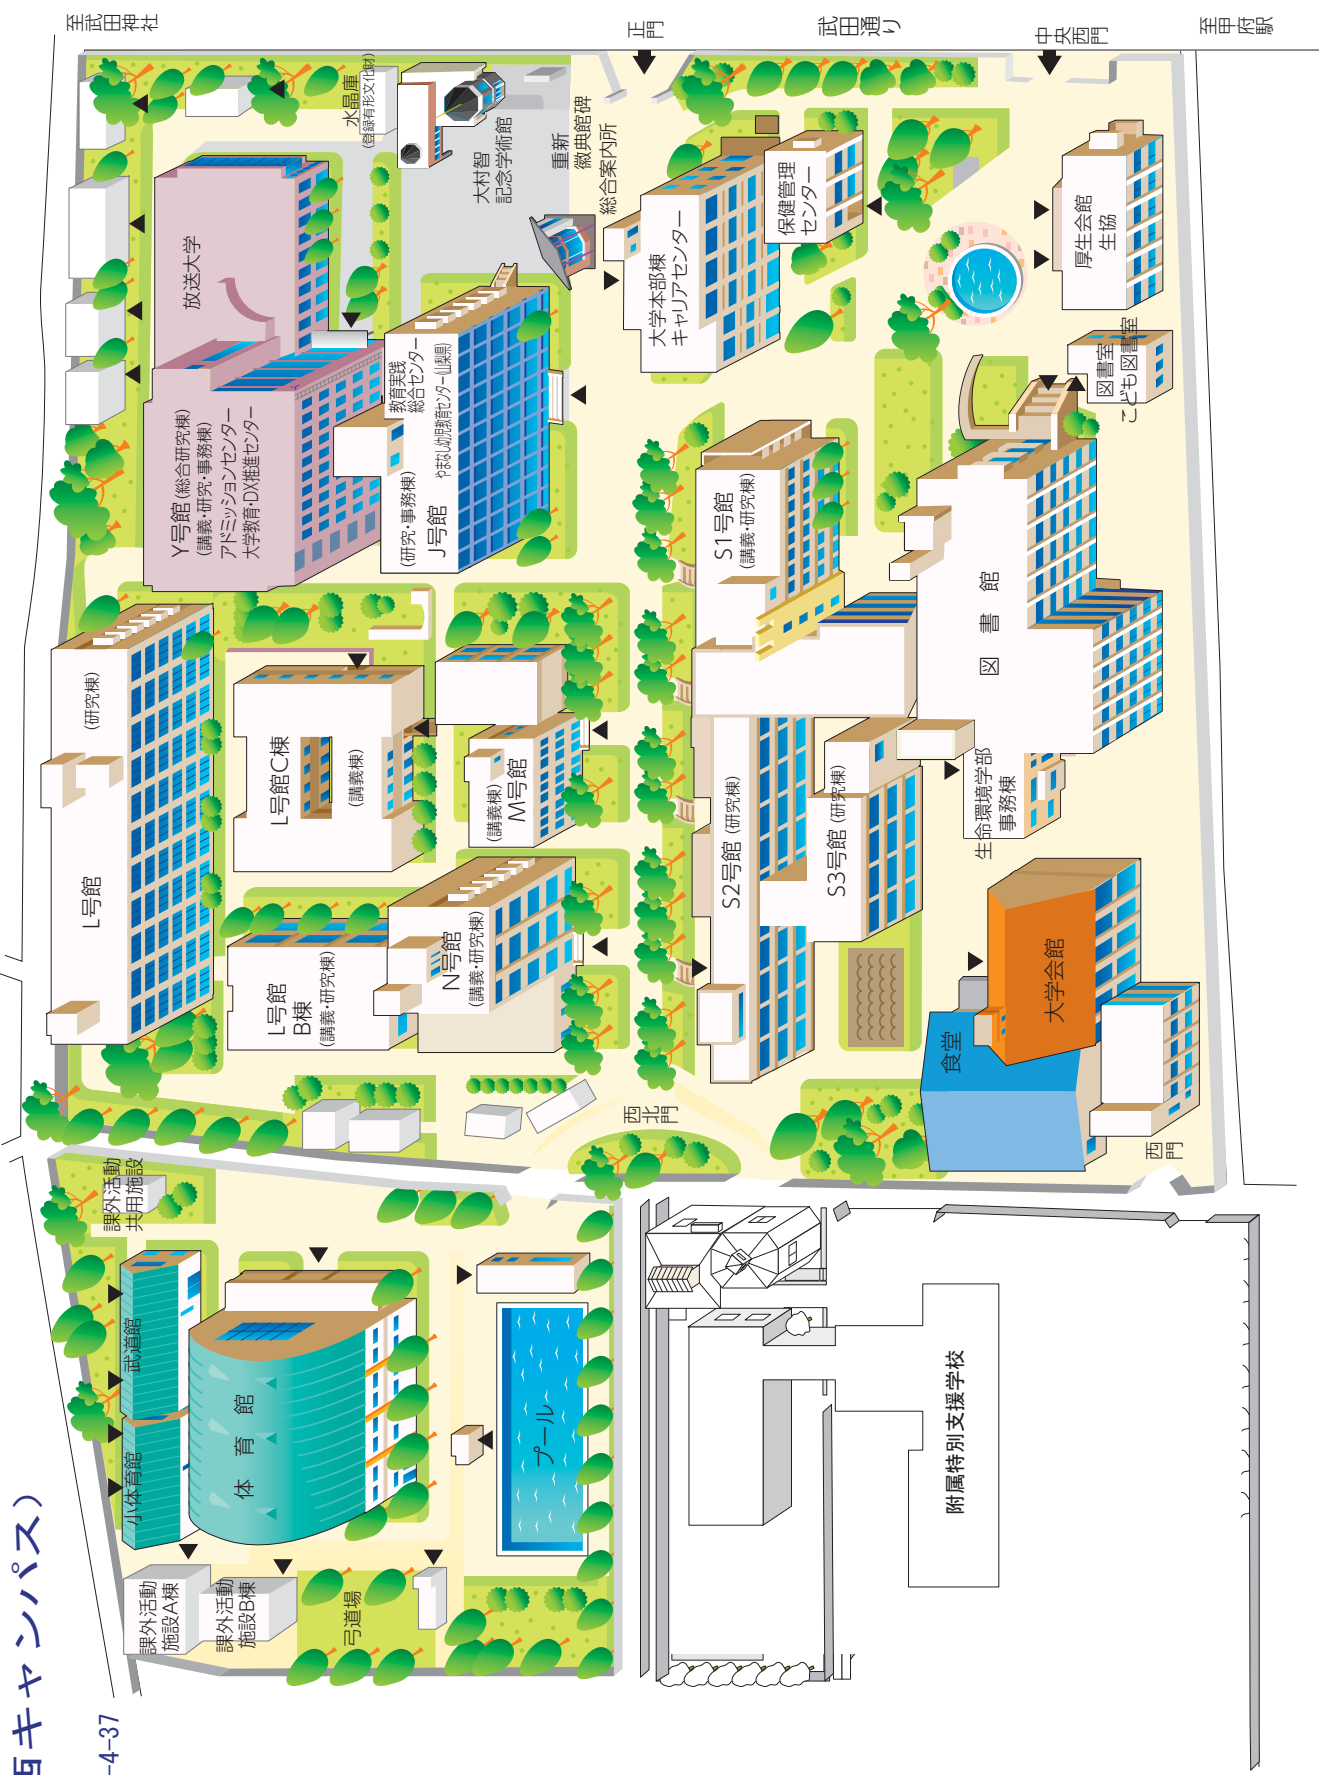 西キャンパス）
-4-37
至武田神社
正門
武田通り
中央西門
至甲府駅
水晶庫
(登録有形文化財)
大村智
記念学術館
重新
徽典館碑
総合案内所
放送大学
Y号館 (総合研究棟)
(講義・研究・事務棟)
アドミッションセンター
大学教育・DX推進センター
教育実践
総合センター
やまなし幼児教育センター(山梨県)
(研究・事務棟)
J号館
大学本部棟
キャリアセンター
保健管理
センター
厚生会館
生協
図書室
こども図書室
S1号館
(講義・研究棟)
図書館
L号館
(研究棟)
L号館C棟
(講義棟)
(講義棟)
M号館
L号館
B棟
(講義・研究棟)
N号館
(講義・研究棟)
S2号館 (研究棟)
S3号館 (研究棟)
生命環境学部
事務棟
大学会館
食堂
西北門
西門
課外活動
共用施設
武道館
小体育館
体育館
プール
課外活動
施設A棟
課外活動
施設B棟
弓道場
附属特別支援学校